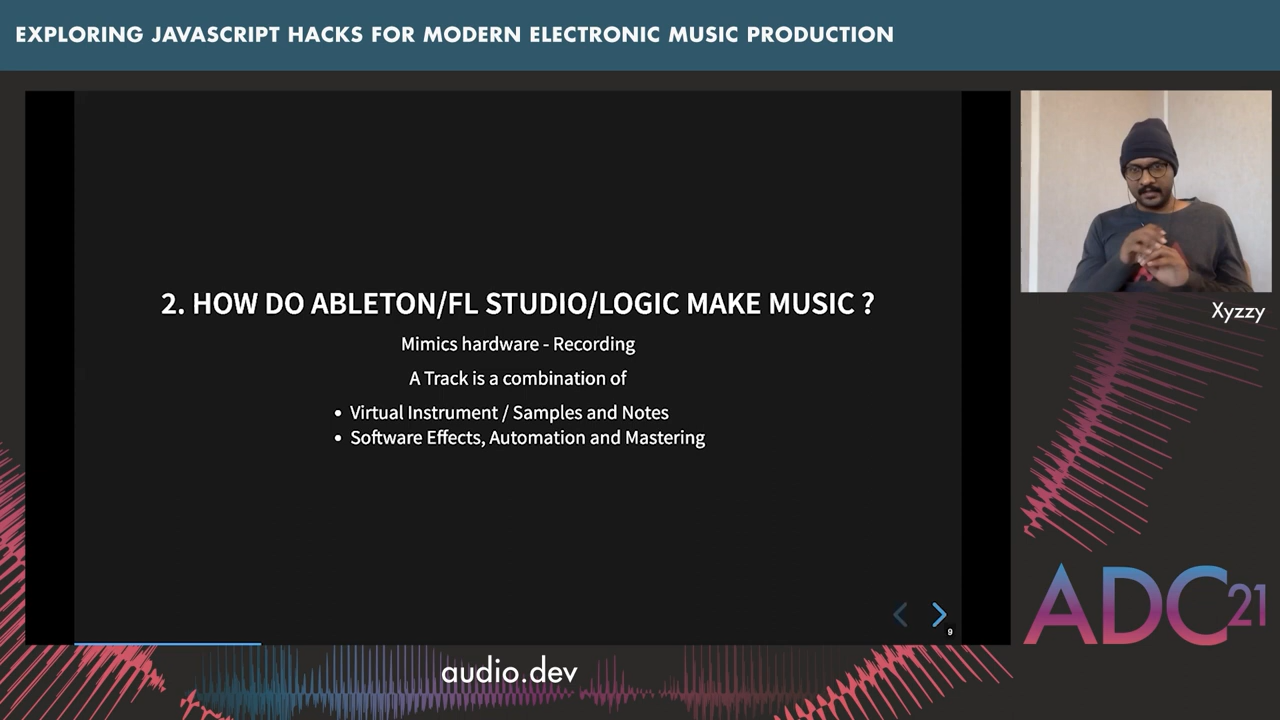 EXPLORING JAVASCRIPT HACKS FOR MODERN ELECTRONIC MUSIC PRODUCTION
2. HOW DO ABLETON/FL STUDIO/LOGIC MAKE MUSIC ?
Mimics hardware - Recording
A Track is a combination of
• Virtual Instrument / Samples and Notes
• Software Effects, Automation and Mastering
9
Xyzzy
ADC21
audio.dev